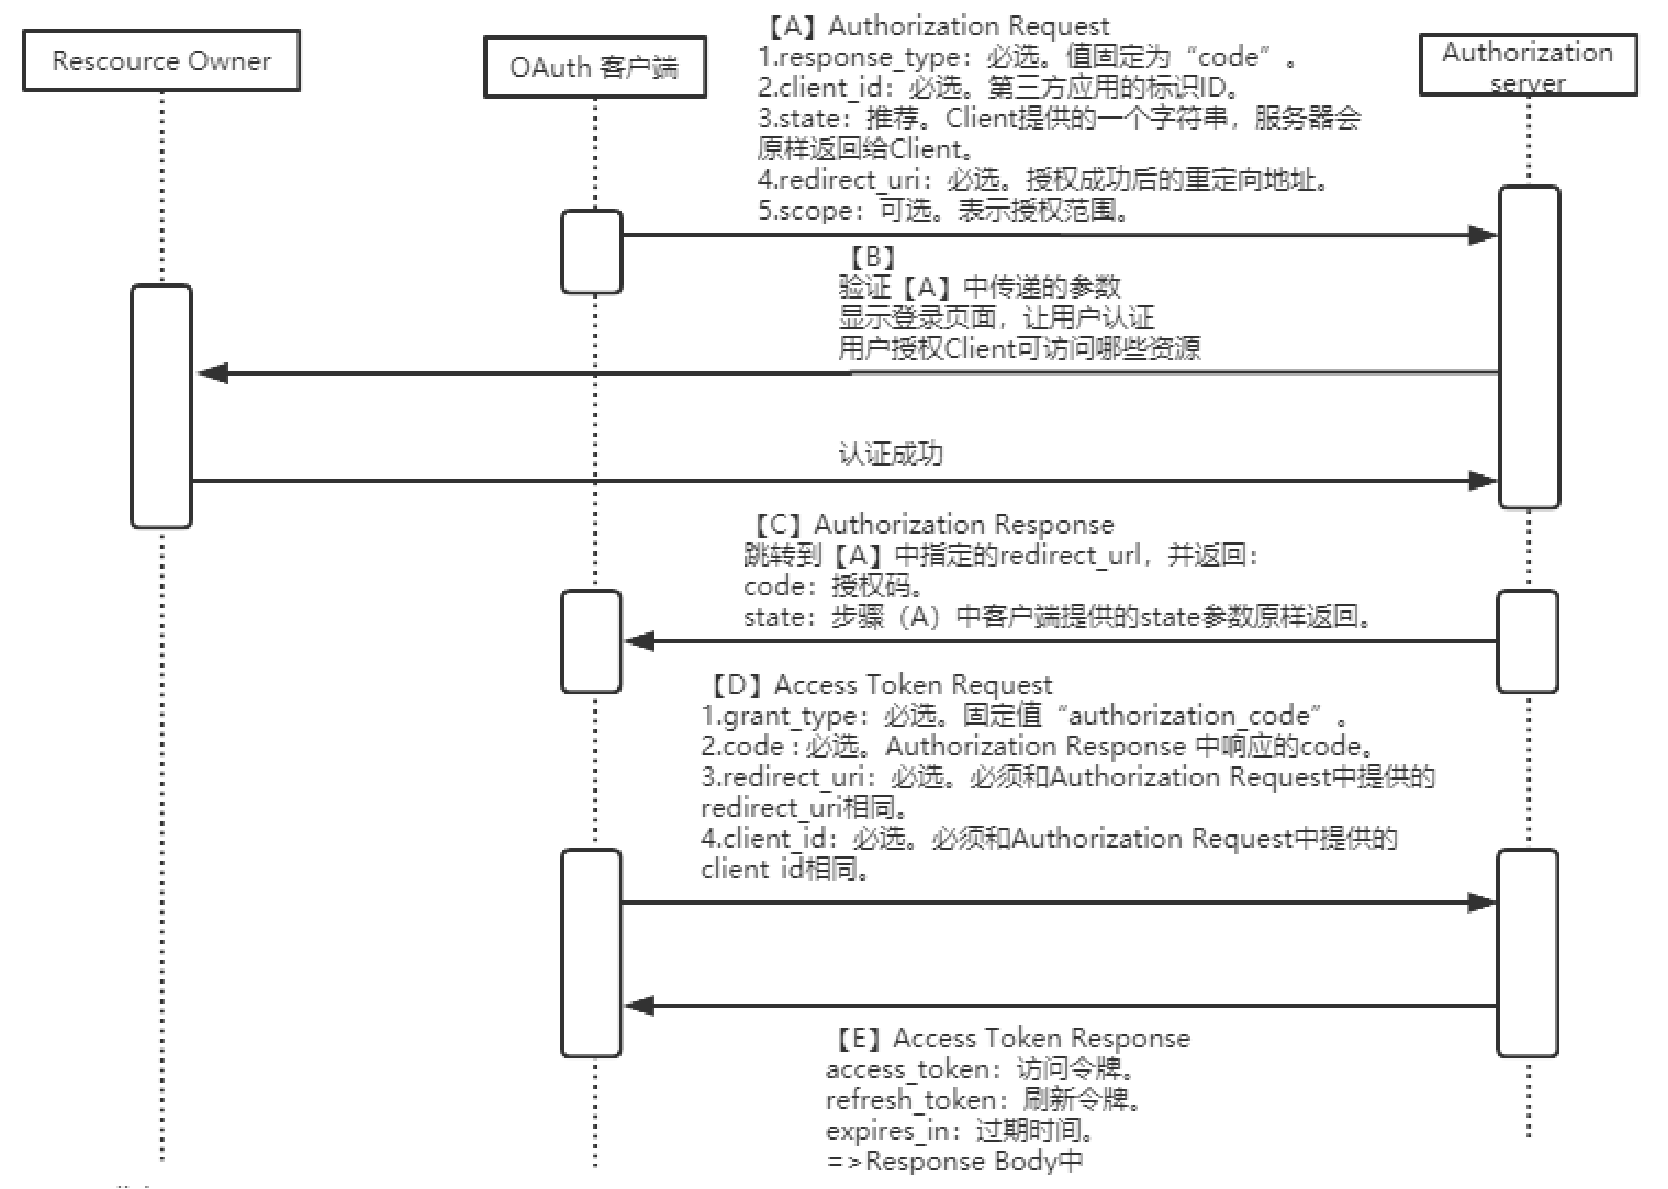 Rescource Owner
OAuth 客户端
Authorization
server
【A】Authorization Request
1.response_type：必选。值固定为“code”。
2.client_id：必选。第三方应用的标识ID。
3.state：推荐。Client提供的一个字符串，服务器会
原样返回给Client。
4.redirect_uri：必选。授权成功后的重定向地址。
5.scope：可选。表示授权范围。
【B】
验证【A】中传递的参数
显示登录页面，让用户认证
用户授权Client可访问哪些资源
认证成功
【C】Authorization Response
跳转到【A】中指定的redirect_url，并返回：
code：授权码。
state：步骤（A）中客户端提供的state参数原样返回。
【D】Access Token Request
1.grant_type：必选。固定值“authorization_code”。
2.code : 必选。Authorization Response 中响应的code。
3.redirect_uri：必选。必须和Authorization Request中提供的
redirect_uri相同。
4.client_id：必选。必须和Authorization Request中提供的
client_id相同。
【E】Access Token Response
access_token：访问令牌。
refresh_token：刷新令牌。
expires_in：过期时间。
=>Response Body中